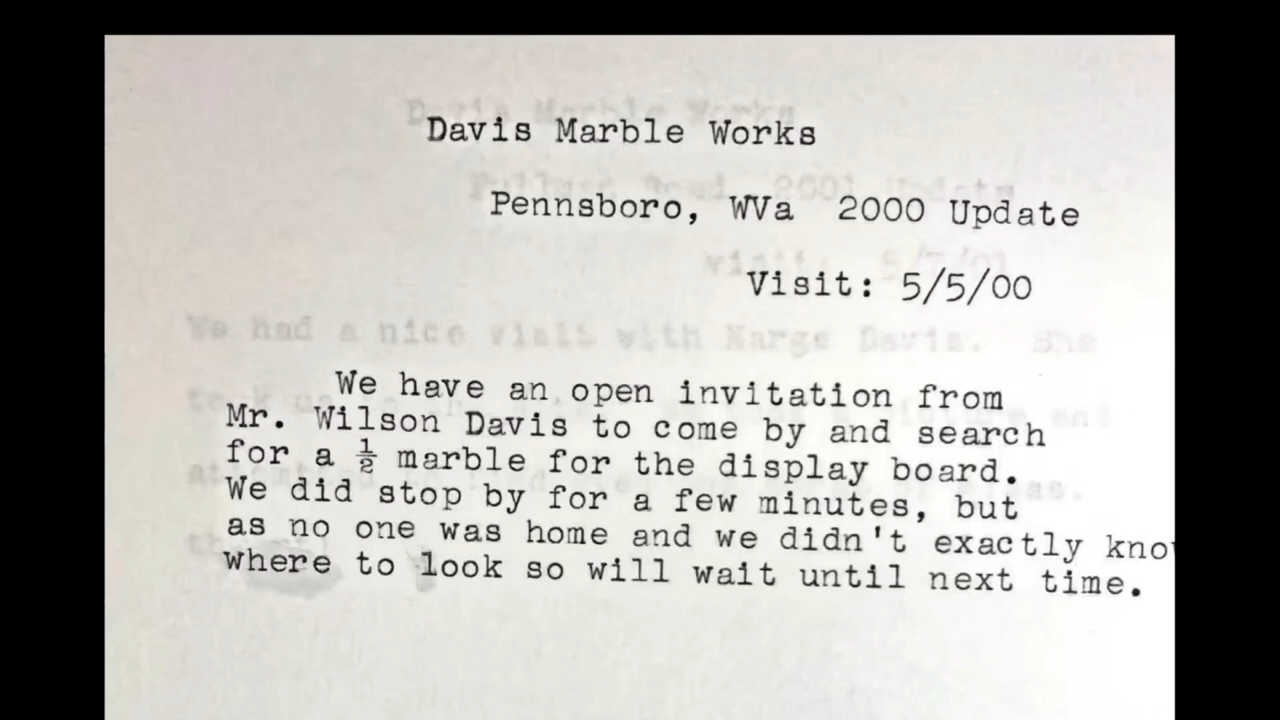 Davis Marble Works
Pennsboro, WVa 2000 Update
Visit: 5/5/00
We have an open invitation from
Mr. Wilson Davis to come by and search
for a ½ marble for the display board.
We did stop by for a few minutes, but
as no one was home and we didn't exactly kno
where to look so will wait until next time.